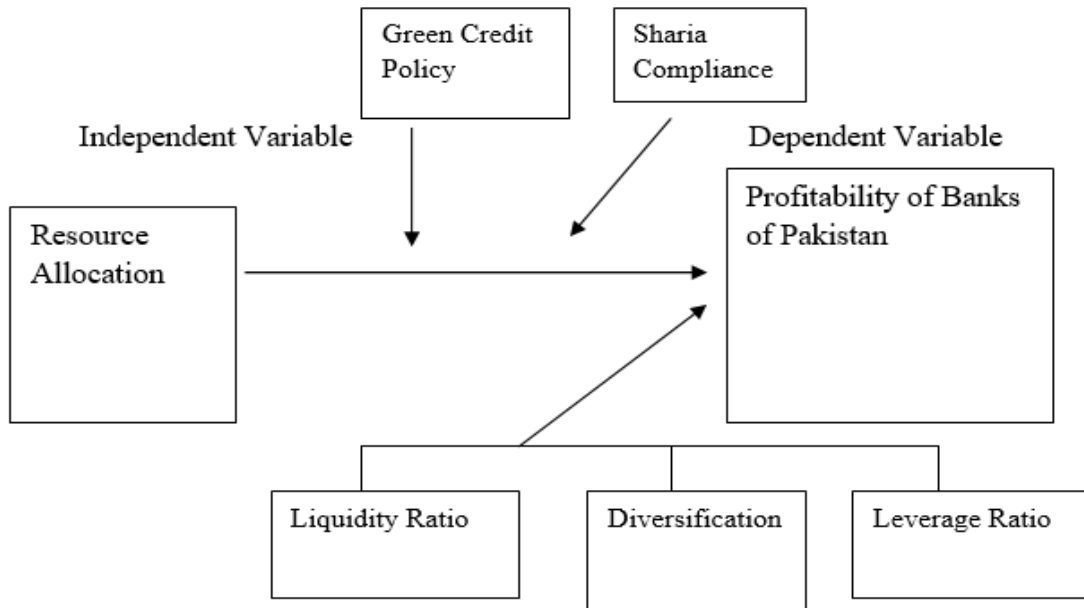 Green Credit
Policy
Sharia
Compliance
Independent Variable
Dependent Variable
Resource
Allocation
Profitability of Banks
of Pakistan
Liquidity Ratio
Diversification
Leverage Ratio